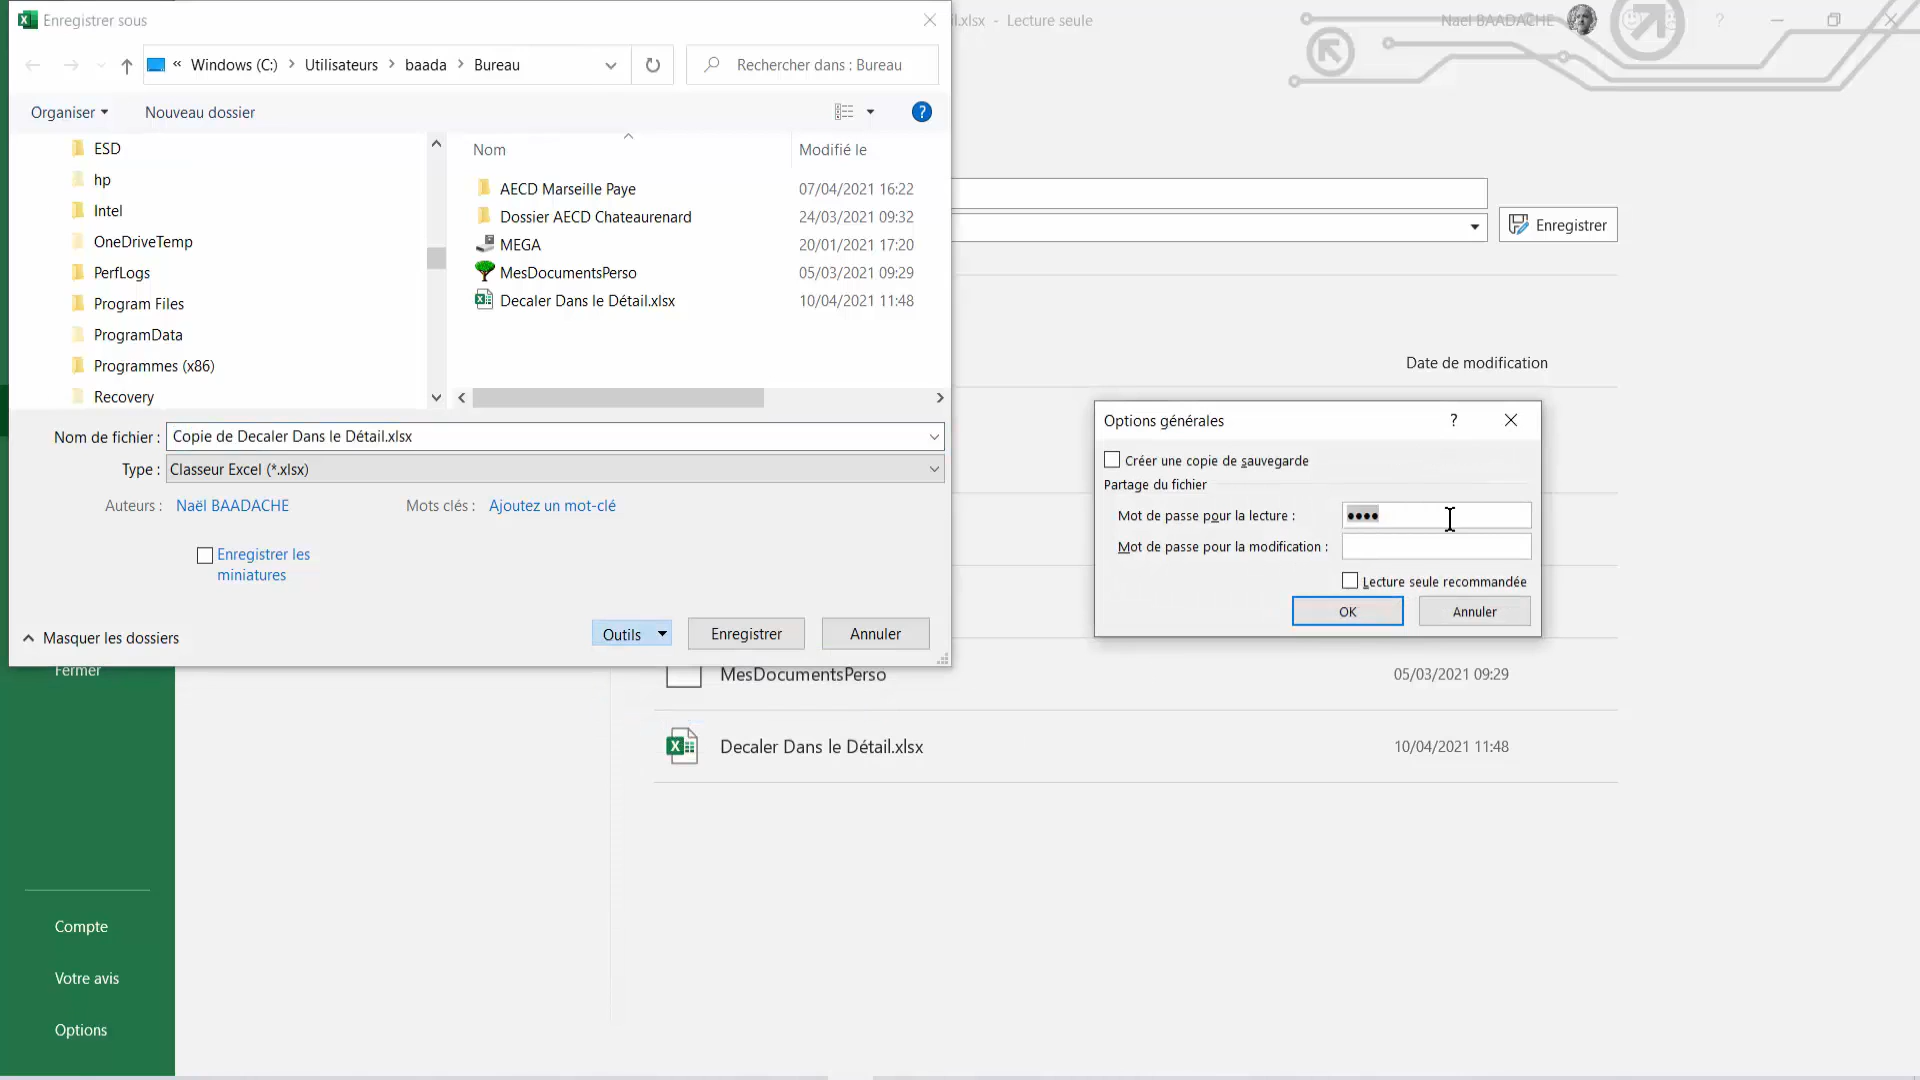 Enregistrer sous
l.xlsx - Lecture seule
Nael BAADACHE
?
« Windows (C:) > Utilisateurs > baada > Bureau
Rechercher dans : Bureau
Organiser
Nouveau dossier
?
ESD
hp
Intel
OneDriveTemp
PerfLogs
Program Files
ProgramData
Programmes (x86)
Recovery
Nom
Modifié le
AECD Marseille Paye
07/04/2021 16:22
Dossier AECD Chateaurenard
24/03/2021 09:32
MEGA
20/01/2021 17:20
MesDocumentsPerso
05/03/2021 09:29
Decaler Dans le Détail.xlsx
10/04/2021 11:48
Enregistrer
Date de modification
Nom de fichier : Copie de Decaler Dans le Détail.xlsx
Type : Classeur Excel (*.xlsx)
Auteurs : Naël BAADACHE
Mots clés : Ajoutez un mot-clé
Enregistrer les
miniatures
Masquer les dossiers
Outils
Enregistrer
Annuler
Options générales
?
Créer une copie de sauvegarde
Partage du fichier
Mot de passe pour la lecture : ••••
Mot de passe pour la modification :
Lecture seule recommandée
OK
Annuler
Fermer
MesDocumentsPerso
05/03/2021 09:29
Decaler Dans le Détail.xlsx
10/04/2021 11:48
Compte
Votre avis
Options